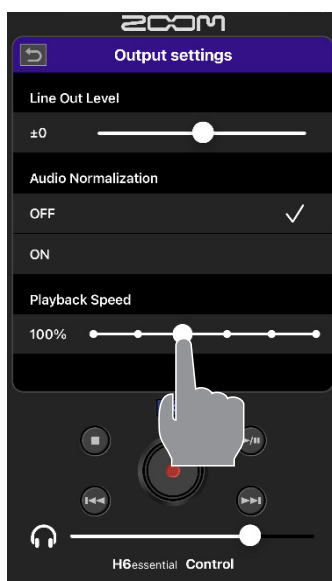 ZOOM
Output settings
Line Out Level
±0
Audio Normalization
OFF
ON
Playback Speed
100%
H6essential Control